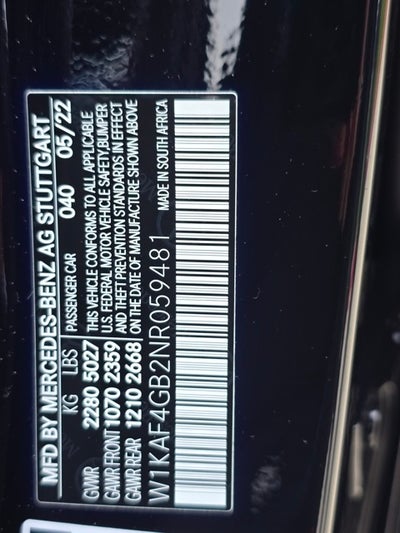 MFD BY MERCEDES-BENZ AG STUTTGART
KG LBS PASSENGER CAR 040 05/22
GVWR 2280 5027 THIS VEHICLE CONFORMS TO ALL APPLICABLE
U.S. FEDERAL MOTOR VEHICLE SAFETY,BUMPER
GAWR FRONT 1070 2359 AND THEFT PREVENTION STANDARDS IN EFFECT
GAWR REAR 1210 2668 ON THE DATE OF MANUFACTURE SHOWN ABOVE
W1KAF4GB2NR059481 MADE IN SOUTH AFRICA